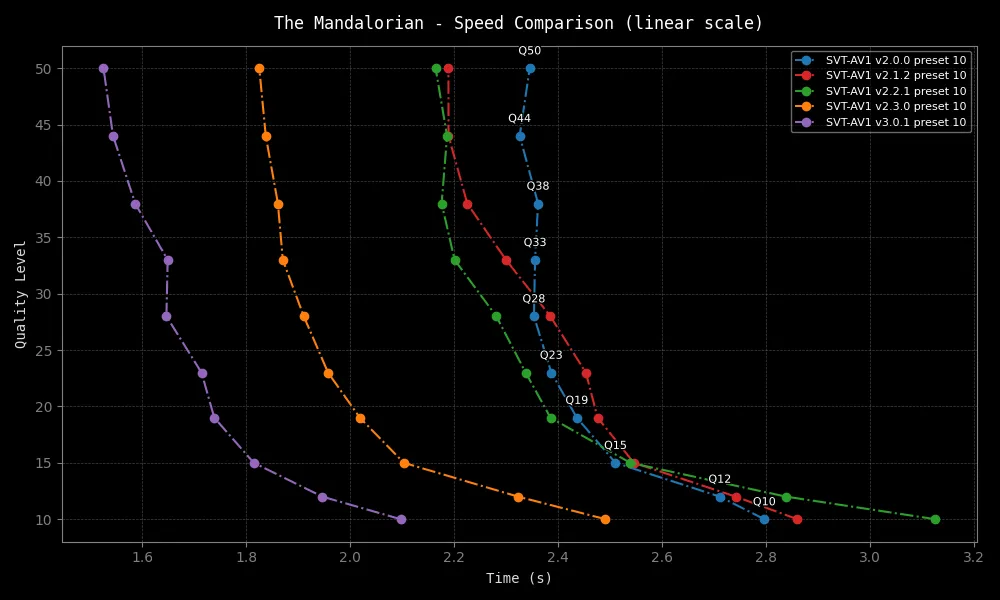 The Mandalorian - Speed Comparison (linear scale)
SVT-AV1 v2.0.0 preset 10
SVT-AV1 v2.1.2 preset 10
SVT-AV1 v2.2.1 preset 10
SVT-AV1 v2.3.0 preset 10
SVT-AV1 v3.0.1 preset 10
Q50
Q44
Q38
Q33
Q28
Q23
Q19
Q15
Q12
Q10
Quality Level
50
45
40
35
30
25
20
15
10
1.6 1.8 2.0 2.2 2.4 2.6 2.8 3.0 3.2
Time (s)